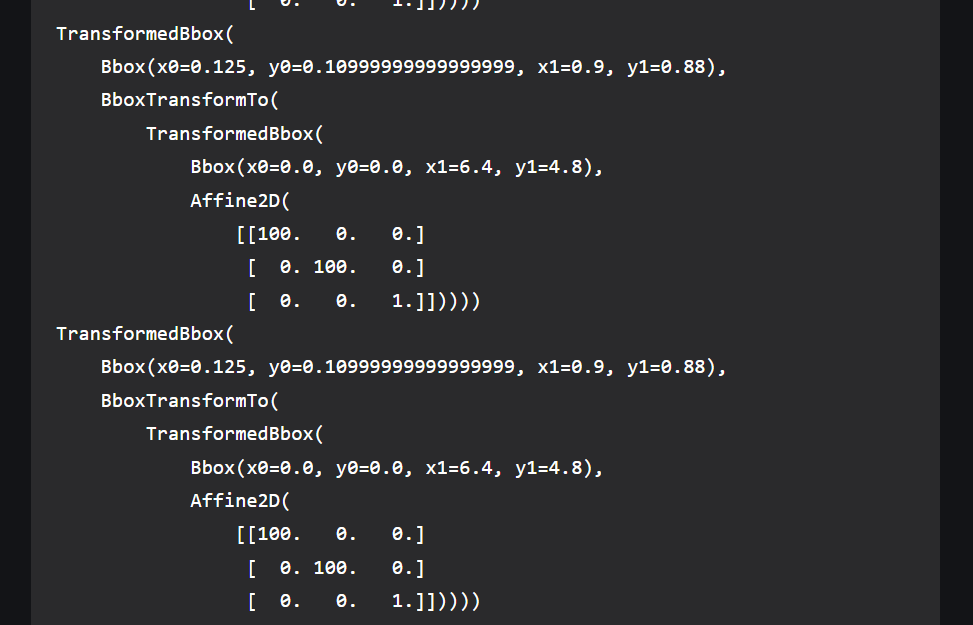 [  0.   0.   1.]])))))
TransformedBbox(
    Bbox(x0=0.125, y0=0.10999999999999999, x1=0.9, y1=0.88),
    BboxTransformTo(
        TransformedBbox(
            Bbox(x0=0.0, y0=0.0, x1=6.4, y1=4.8),
            Affine2D(
                [[100.   0.   0.]
                 [  0. 100.   0.]
                 [  0.   0.   1.]])))))
TransformedBbox(
    Bbox(x0=0.125, y0=0.10999999999999999, x1=0.9, y1=0.88),
    BboxTransformTo(
        TransformedBbox(
            Bbox(x0=0.0, y0=0.0, x1=6.4, y1=4.8),
            Affine2D(
                [[100.   0.   0.]
                 [  0. 100.   0.]
                 [  0.   0.   1.]])))))